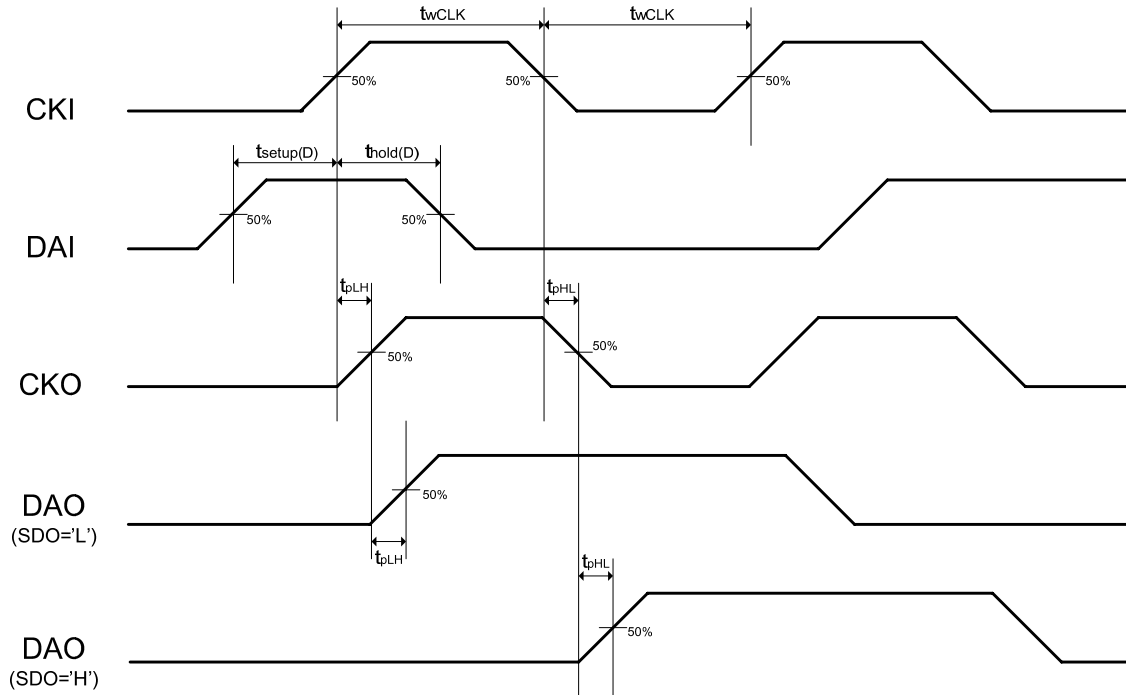 twCLK twCLK
50% 50% 50%
CKI
tsetup(D) thold(D)
50% 50%
DAI
tpLH tpHL
50% 50%
CKO
50%
DAO
(SDO='L')
tpLH
tpHL
50%
DAO
(SDO='H')